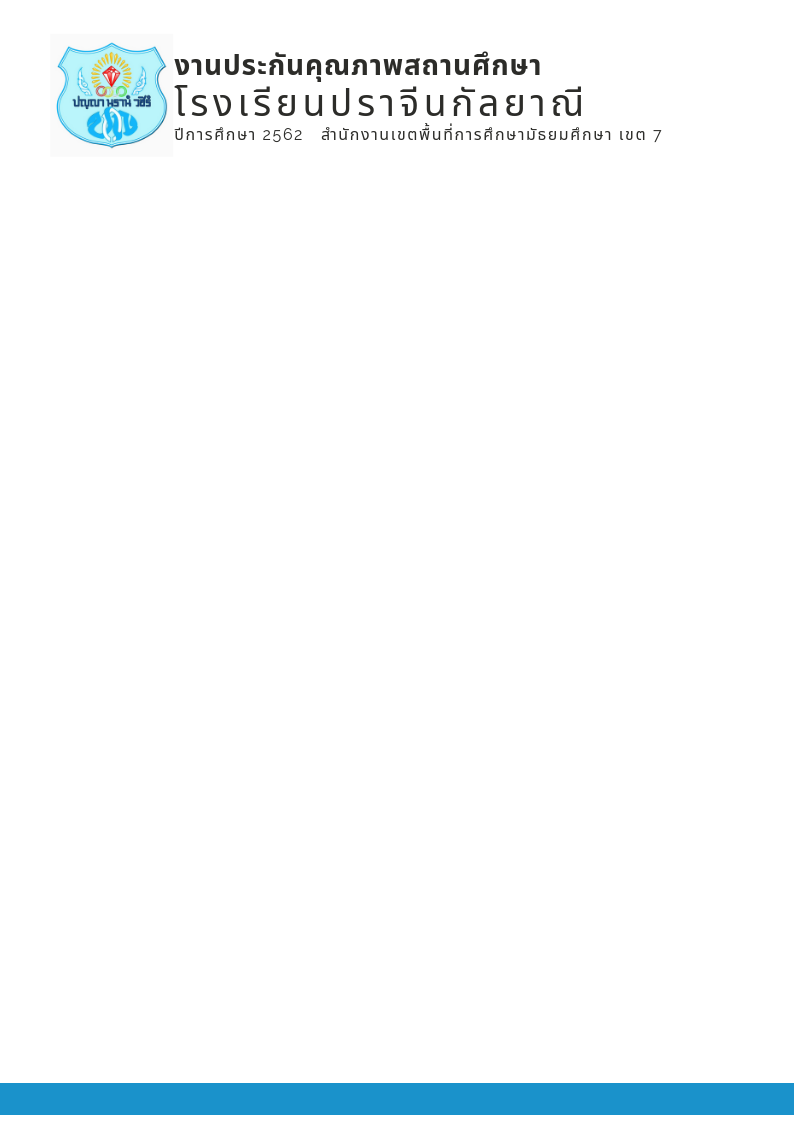 งานประกันคุณภาพสถานศึกษา
โรงเรียนปราจีนกัลยาณี
ปีการศึกษา 2562 สำนักงานเขตพื้นที่การศึกษามัธยมศึกษา เขต 7
ปญฺญา นรานํ